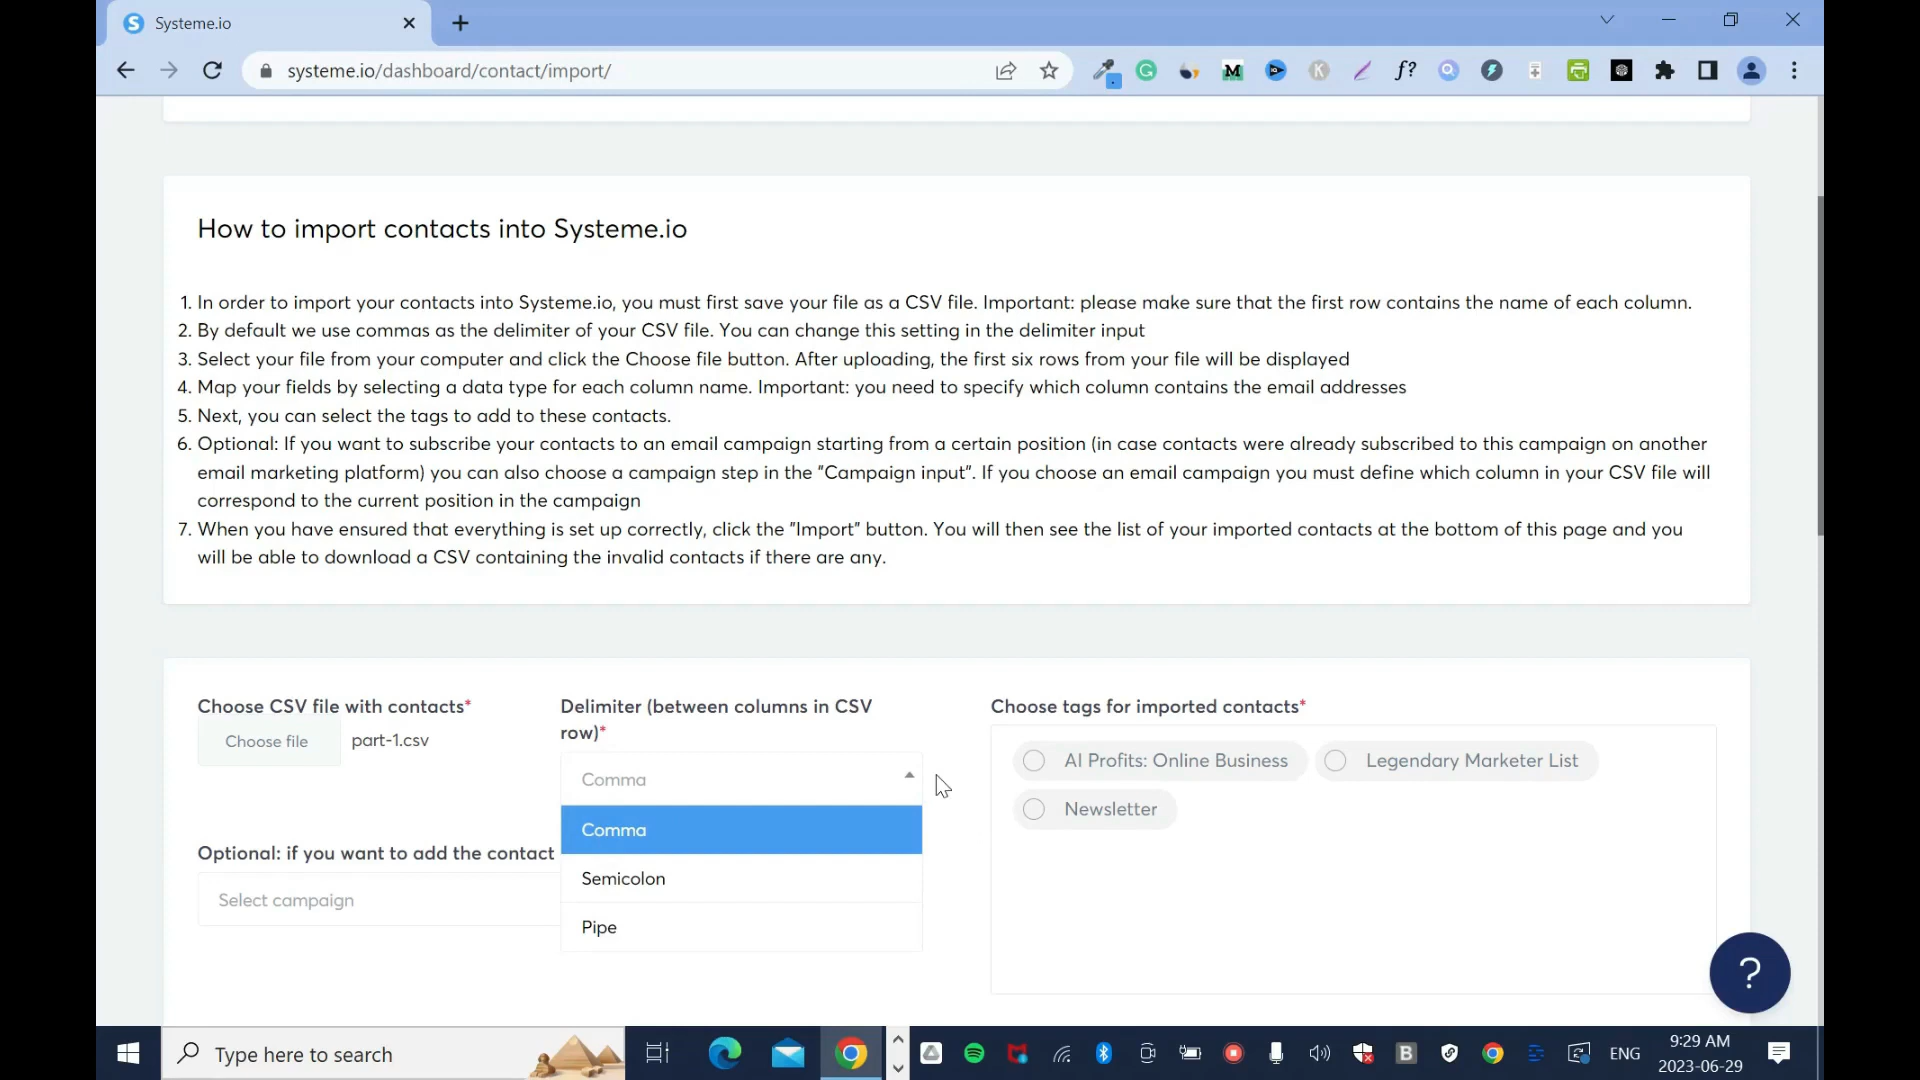 Systeme.io
systeme.io/dashboard/contact/import/
How to import contacts into Systeme.io
1. In order to import your contacts into Systeme.io, you must first save your file as a CSV file. Important: please make sure that the first row contains the name of each column.
2. By default we use commas as the delimiter of your CSV file. You can change this setting in the delimiter input
3. Select your file from your computer and click the Choose file button. After uploading, the first six rows from your file will be displayed
4. Map your fields by selecting a data type for each column name. Important: you need to specify which column contains the email addresses
5. Next, you can select the tags to add to these contacts.
6. Optional: If you want to subscribe your contacts to an email campaign starting from a certain position (in case contacts were already subscribed to this campaign on another
email marketing platform) you can also choose a campaign step in the "Campaign input". If you choose an email campaign you must define which column in your CSV file will
correspond to the current position in the campaign
7. When you have ensured that everything is set up correctly, click the "Import" button. You will then see the list of your imported contacts at the bottom of this page and you
will be able to download a CSV containing the invalid contacts if there are any.
Choose CSV file with contacts*
Choose file part-1.csv
Delimiter (between columns in CSV
row)*
Comma
Comma
Semicolon
Pipe
Choose tags for imported contacts*
AI Profits: Online Business
Legendary Marketer List
Newsletter
Optional: if you want to add the contact
Select campaign
?
Type here to search
ENG
9:29 AM
2023-06-29